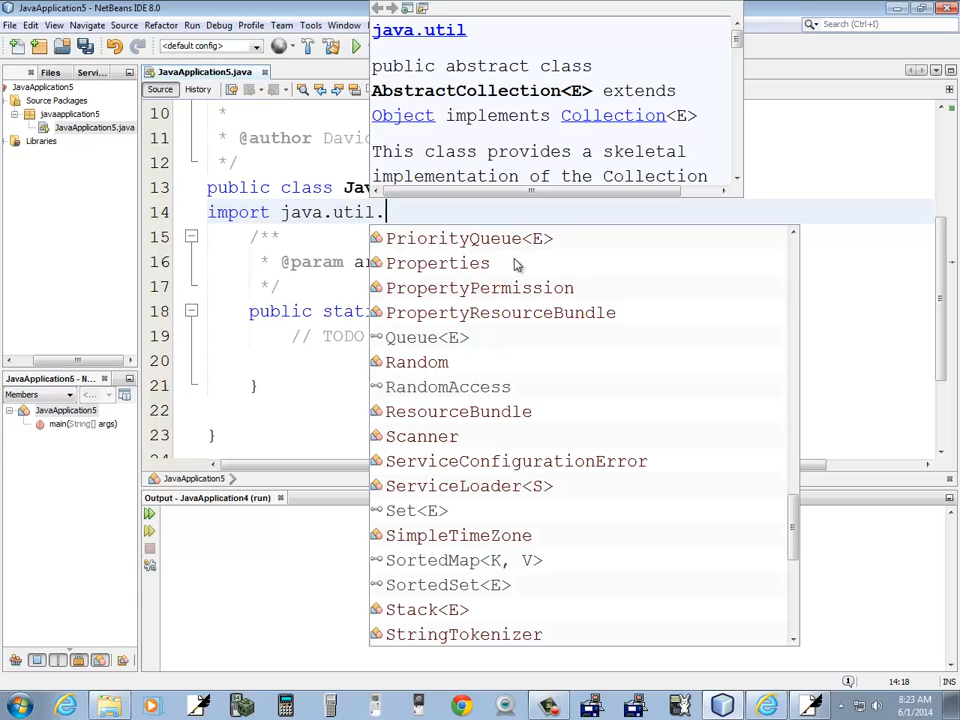 JavaApplication5 - NetBeans IDE 8.0
File Edit View Navigate Source Refactor Run Debug Profile Team Tools Window
Search (Ctrl+I)
<default config>
Files Servi...
JavaApplication5.java
Source History
JavaApplication5
Source Packages
javaapplication5
JavaApplication5.java
Libraries
java.util
public abstract class
AbstractCollection<E> extends
Object implements Collection<E>
This class provides a skeletal
implementation of the Collection
10 *
11 * @author David
12 */
13 public class Jav
14 import java.util.
15 /**
16 * @param ar
17 */
18 public stati
19 // TODO
20
21 }
22
23 }
24
PriorityQueue<E>
Properties
PropertyPermission
PropertyResourceBundle
Queue<E>
Random
RandomAccess
ResourceBundle
Scanner
ServiceConfigurationError
ServiceLoader<S>
Set<E>
SimpleTimeZone
SortedMap<K, V>
SortedSet<E>
Stack<E>
StringTokenizer
JavaApplication5 - N...
Members <...
JavaApplication5
main(String[] args)
JavaApplication5
Output - JavaApplication4 (run)
1 14:18 INS
8:23 AM
6/1/2014